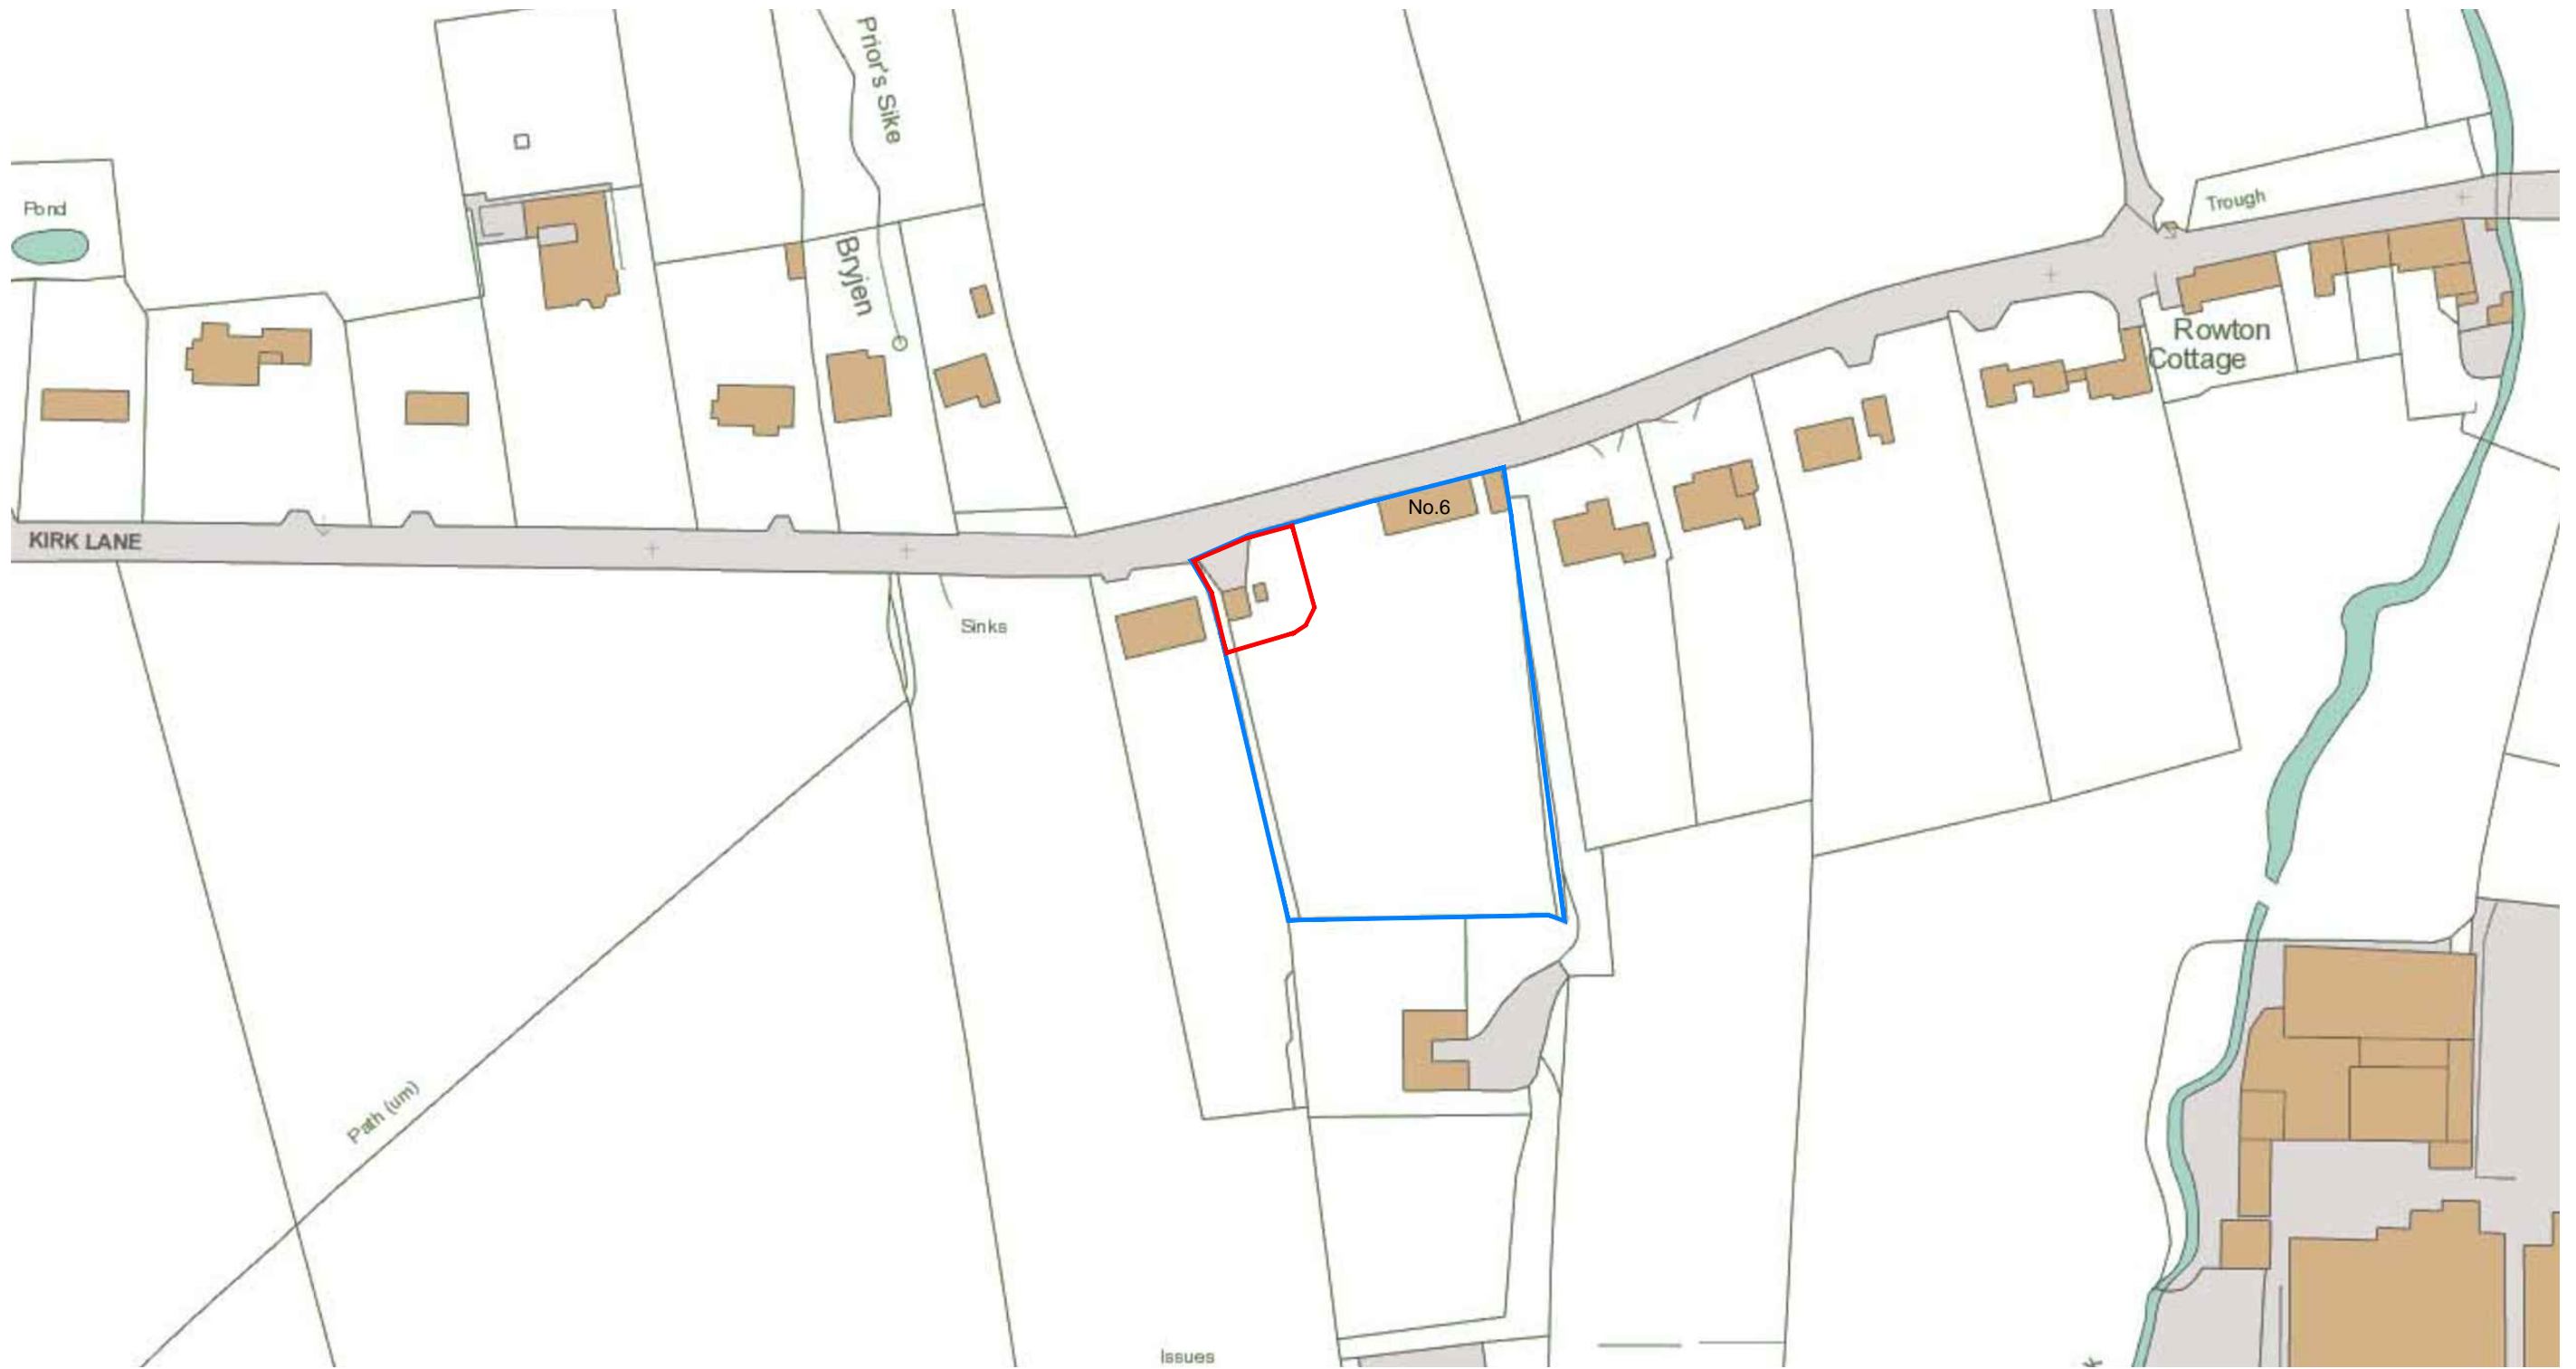 Prior's Sike
Pond
Trough
Bryjen
Rowton
Cottage
No.6
KIRK LANE
Sinks
Path (um)
Issues